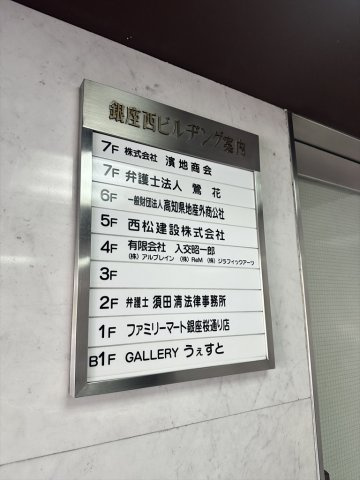 銀座西ビルヂング案内
7F 株式会社 濱地商会
7F 弁護士法人 鷺花
6F 一般財団法人高知県地産外商公社
5F 西松建設株式会社
4F 有限会社 入交昭一郎
(株)アルブレイン (株)ReM (株)ジラフィックアーツ
3F
2F 弁護士 須田清法律事務所
1F ファミリーマート銀座桜通り店
B1F GALLERY うぇすと